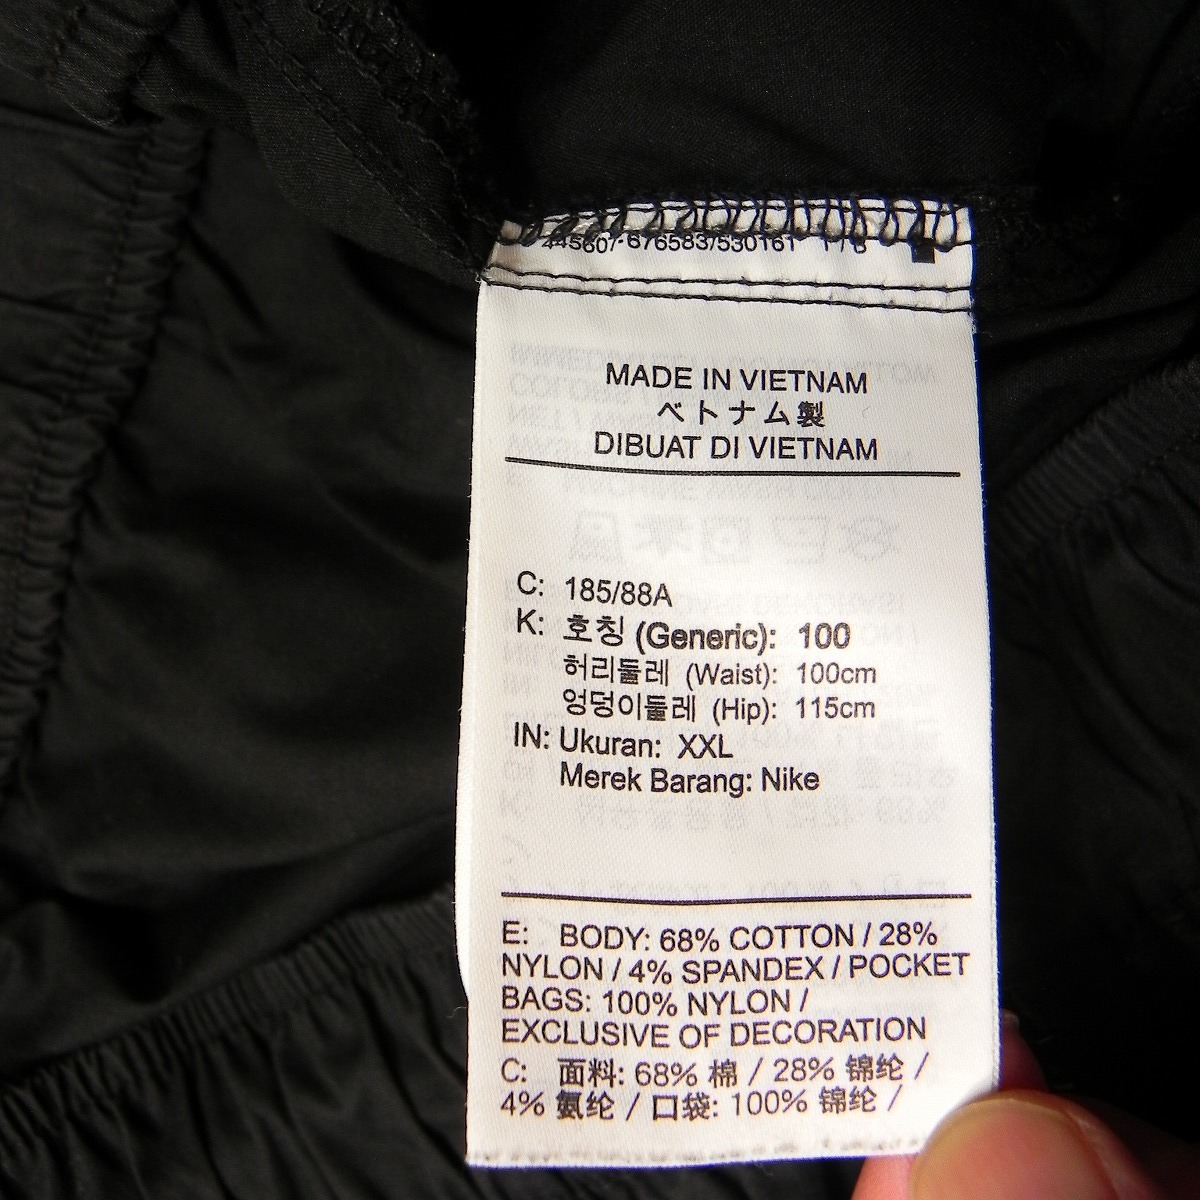 445607-676583/530161
MADE IN VIETNAM
ベトナム製
DIBUAT DI VIETNAM
C: 185/88A
K: 호칭 (Generic): 100
허리둘레 (Waist): 100cm
엉덩이둘레 (Hip): 115cm
IN: Ukuran: XXL
Merek Barang: Nike
E: BODY: 68% COTTON / 28%
NYLON / 4% SPANDEX / POCKET
BAGS: 100% NYLON /
EXCLUSIVE OF DECORATION
C: 面料: 68% 棉 / 28% 锦纶 /
4% 氨纶 / 口袋: 100% 锦纶 /